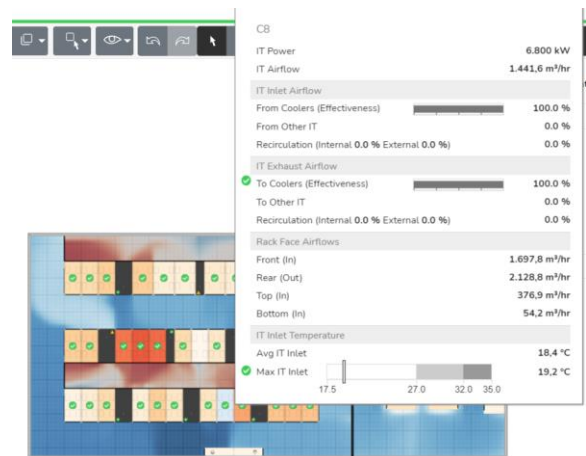 C8
IT Power 6.800 kW
IT Airflow 1.441,6 m³/hr
IT Inlet Airflow
From Coolers (Effectiveness) 100.0 %
From Other IT 0.0 %
Recirculation (Internal 0.0 % External 0.0 %) 0.0 %
IT Exhaust Airflow
To Coolers (Effectiveness) 100.0 %
To Other IT 0.0 %
Recirculation (Internal 0.0 % External 0.0 %) 0.0 %
Rack Face Airflows
Front (In) 1.697,8 m³/hr
Rear (Out) 2.128,8 m³/hr
Top (In) 376,9 m³/hr
Bottom (In) 54,2 m³/hr
IT Inlet Temperature
Avg IT Inlet 18,4 °C
Max IT Inlet 19,2 °C
17.5 27.0 32.0 35.0